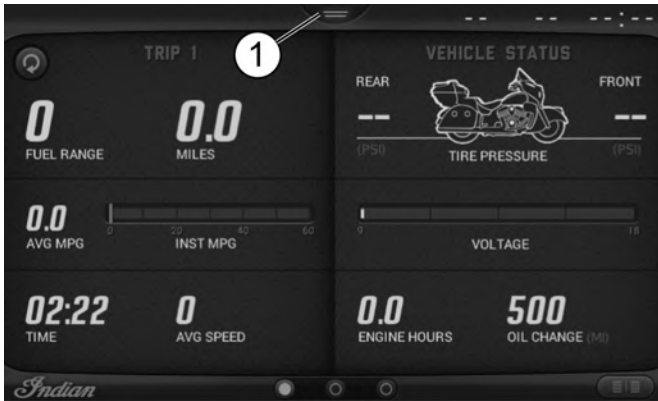 1
-- -- --:--
TRIP 1
VEHICLE STATUS
REAR
FRONT
0
0.0
--
--
FUEL RANGE
MILES
(PSI)
TIRE PRESSURE
(PSI)
0.0
0
20
40
60
9
18
AVG MPG
INST MPG
VOLTAGE
02:22
0
0.0
500
TIME
AVG SPEED
ENGINE HOURS
OIL CHANGE (MI)
Indian